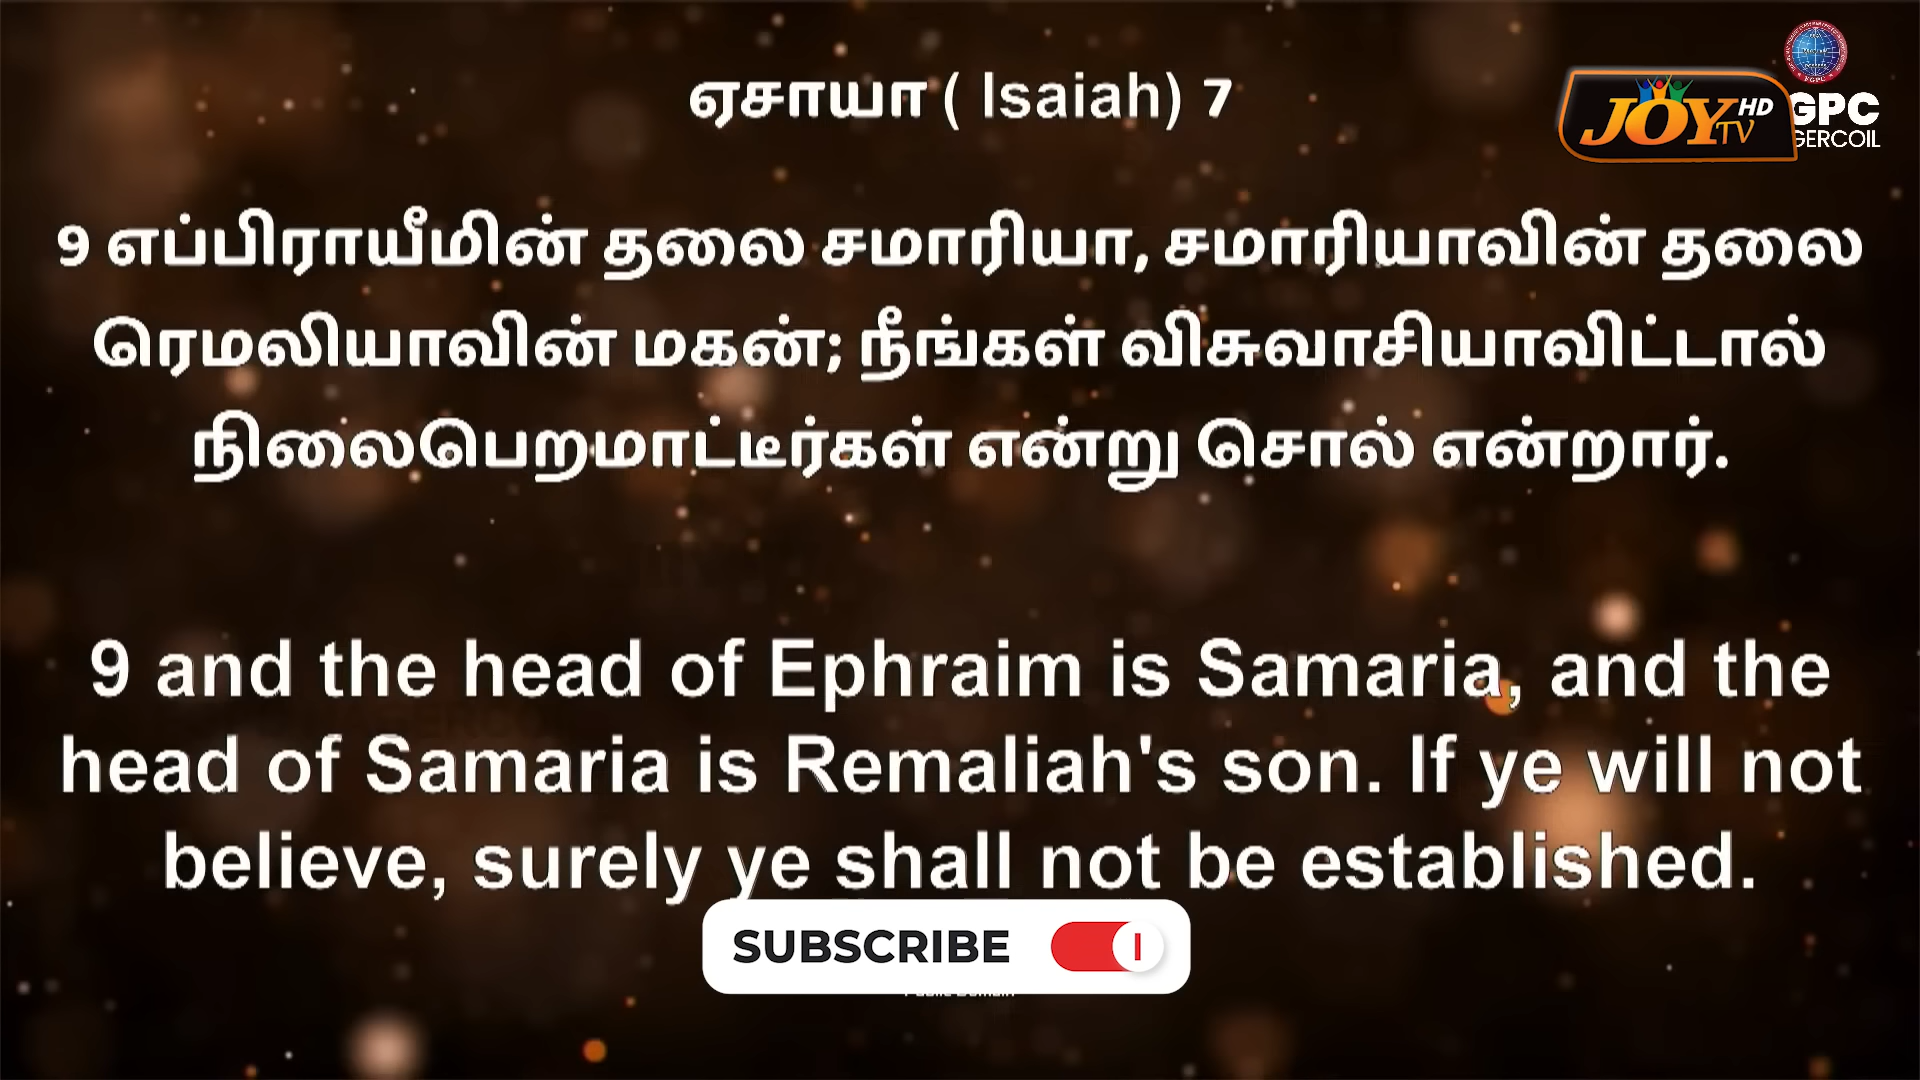 ஏசாயா ( Isaiah) 7
JOY TV HD
GPC
GERCOIL
9 எப்பிராயீமின் தலை சமாரியா, சமாரியாவின் தலை
ரெமலியாவின் மகன்; நீங்கள் விசுவாசியாவிட்டால்
நிலைபெறமாட்டீர்கள் என்று சொல் என்றார்.
9 and the head of Ephraim is Samaria, and the
head of Samaria is Remaliah's son. If ye will not
believe, surely ye shall not be established.
SUBSCRIBE